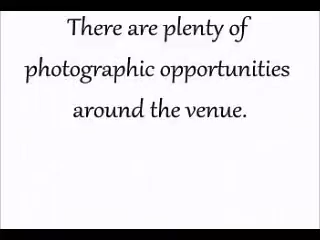 There are plenty of
photographic opportunities
around the venue.